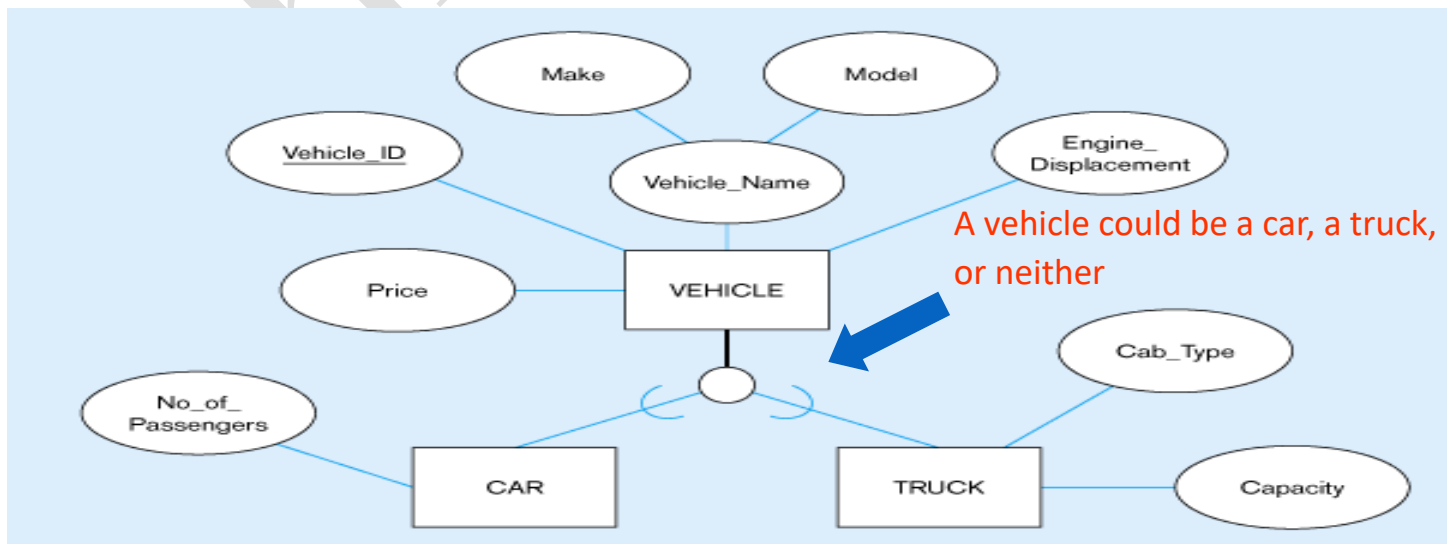 Make
Model
Vehicle_ID
Engine_
Displacement
Vehicle_Name
A vehicle could be a car, a truck,
or neither
Price
VEHICLE
Cab_Type
No_of_
Passengers
CAR
TRUCK
Capacity